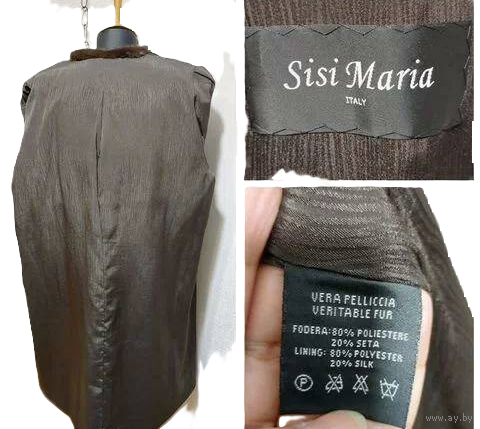 Sisi Maria
ITALY
VERA PELLICCIA
VERITABLE FUR
FODERA: 80% POLIESTERE
20% SETA
LINING: 80% POLYESTER
20% SILK
P
www.ay.by